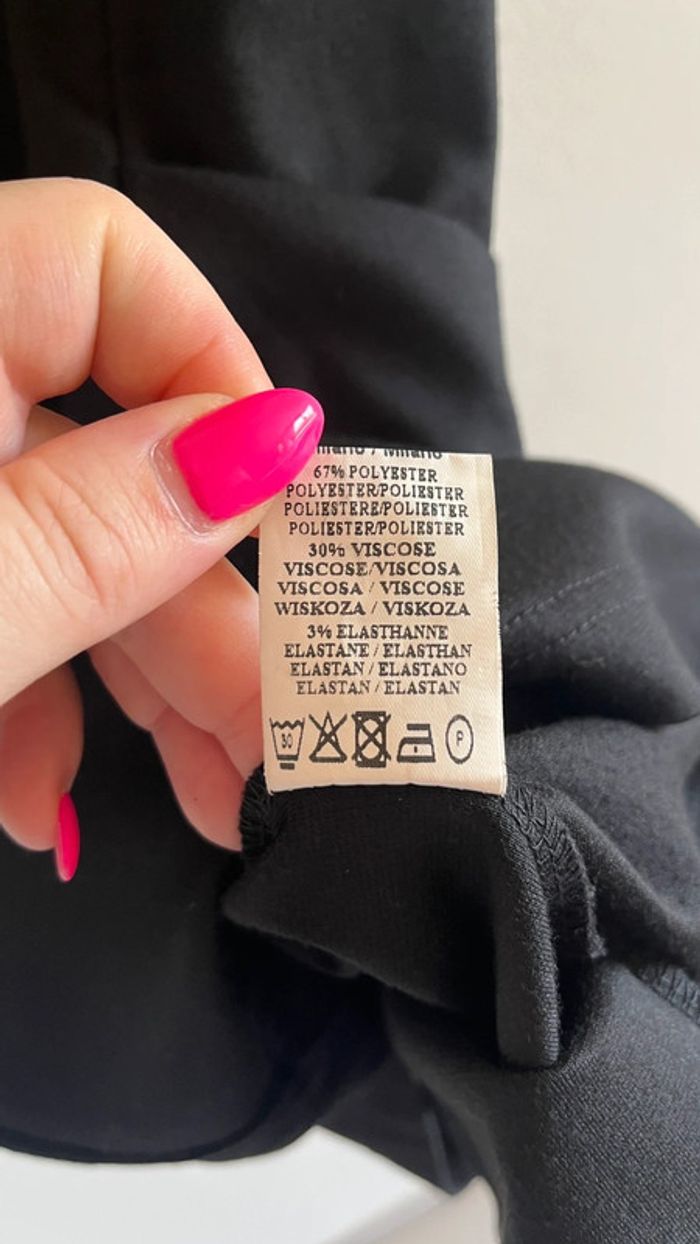 67% POLYESTER
POLYESTER/POLIESTER
POLIESTERE/POLIESTER
POLIESTER/POLIESTER
30% VISCOSE
VISCOSE/VISCOSA
VISCOSA / VISCOSE
WISKOZA / VISKOZA
3% ELASTHANNE
ELASTANE / ELASTHAN
ELASTAN / ELASTANO
ELASTAN / ELASTAN
30 P